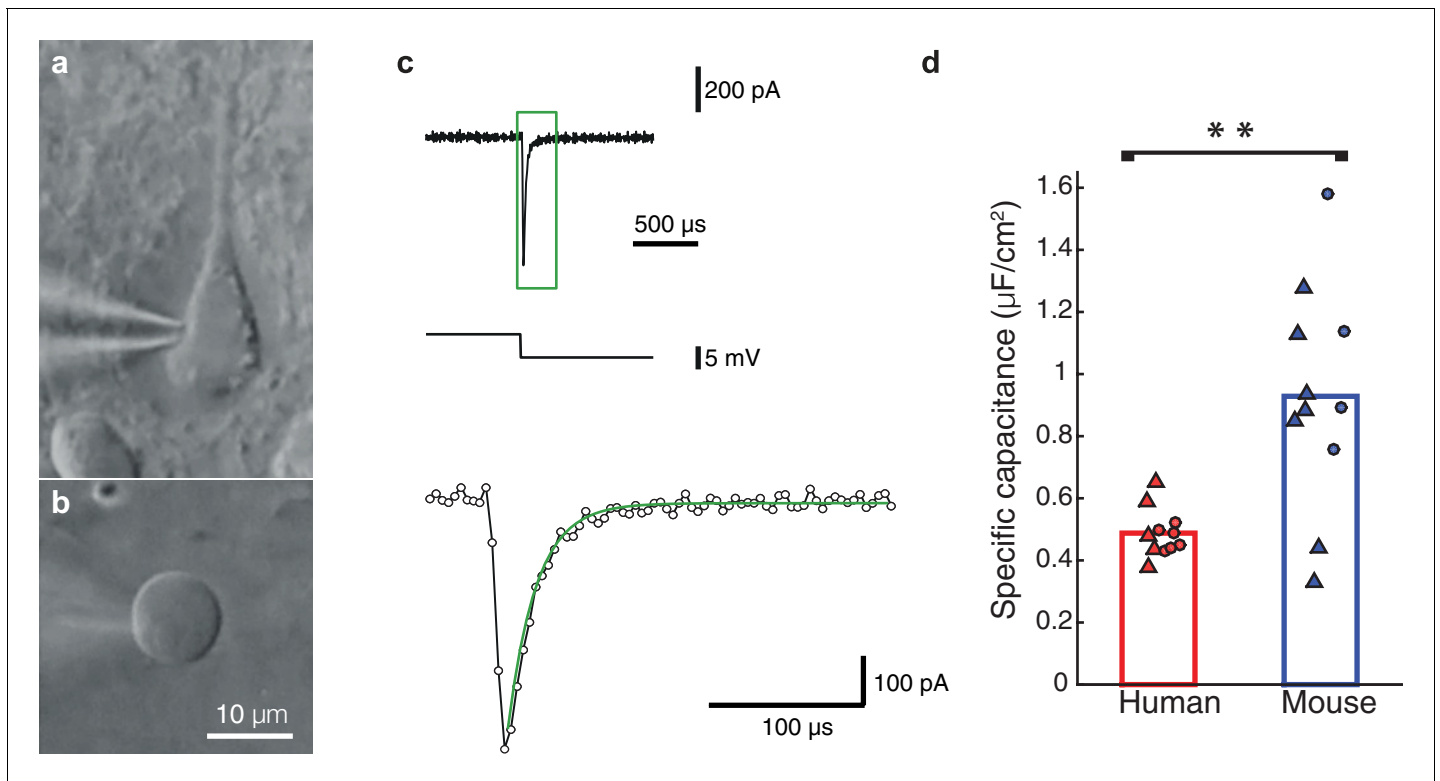 a
b
10 µm
c
200 pA
500 µs
5 mV
100 pA
100 µs
d
**
Specific capacitance (µF/cm²)
1.6
1.4
1.2
1
0.8
0.6
0.4
0.2
0
Human
Mouse